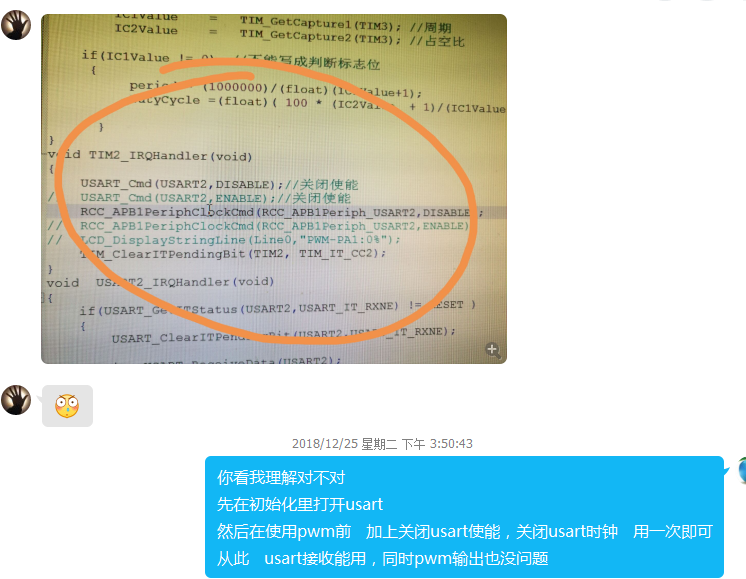 IC1Value = TIM_GetCapture1(TIM3); //周期
IC2Value = TIM_GetCapture2(TIM3); //占空比
if(IC1Value != 0) //不能写成判断标志位
{
(1000000)/(float)(IC1Value+1);
=(float)( 100 * (IC2Value + 1)/(IC1Value
}
}
void TIM2_IRQHandler(void)
{
USART_Cmd(USART2,DISABLE);//关闭使能
/ USART_Cmd(USART2,ENABLE);//关闭使能
RCC_APB1PeriphClockCmd(RCC_APB1Periph_USART2,DISABLE);
// RCC_APB1PeriphClockCmd(RCC_APB1Periph_USART2,ENABLE)
// LCD_DisplayStringLine(Line0,"PWM-PA1:0%");
TIM_ClearITPendingBit(TIM2, TIM_IT_CC2);
}
void USART2_IRQHandler(void)
{
if(USART_GetITStatus(USART2,USART_IT_RXNE) != RESET )
{
USART_ClearITPendingBit(USART2,USART_IT_RXNE);
USART_ReceiveData(USART2);
2018/12/25 星期二 下午 3:50:43
你看我理解对不对
先在初始化里打开usart
然后在使用pwm前 加上关闭usart使能，关闭usart时钟 用一次即可
从此 usart接收能用，同时pwm输出也没问题